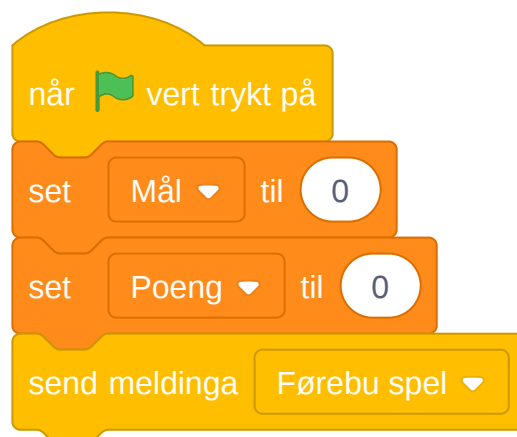 når vert trykt på
set Mål til 0
set Poeng til 0
send meldinga Førebu spel